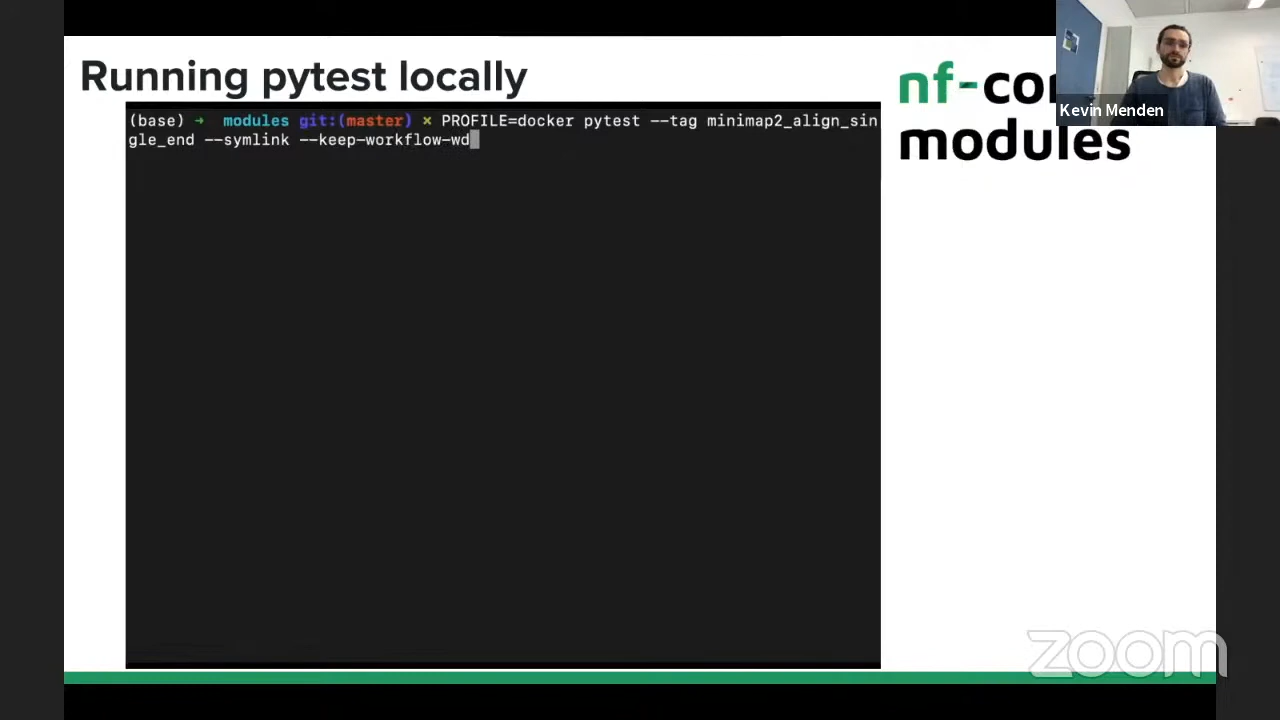 Running pytest locally
(base) → modules git:(master) × PROFILE=docker pytest --tag minimap2_align_sin
gle_end --symlink --keep-workflow-wd
nf-co
modules
Kevin Menden
zoom